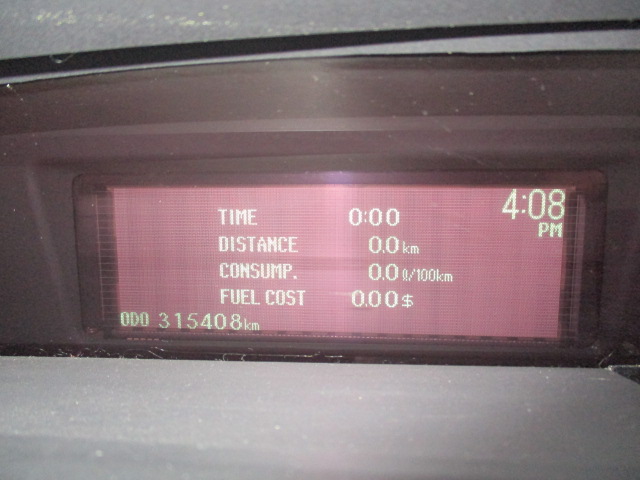 4:08
PM
TIME 0:00
DISTANCE 0.0 km
CONSUMP. 0.0 ℓ/100km
FUEL COST 0.00 $
ODO 315408 km